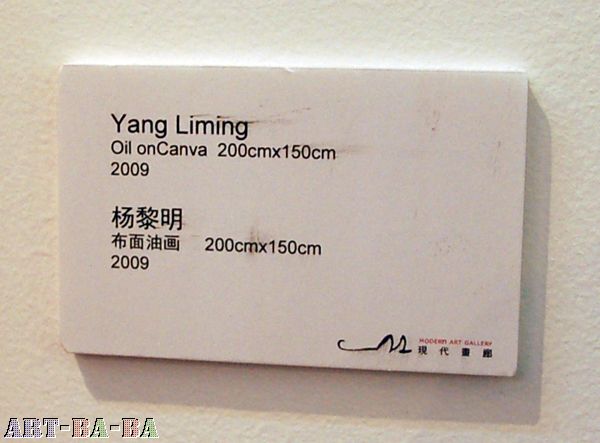 Yang Liming
Oil onCanva 200cmx150cm
2009
杨黎明
布面油画 200cmx150cm
2009
MODERN ART GALLERY
現代畫廊
ART-BA-BA